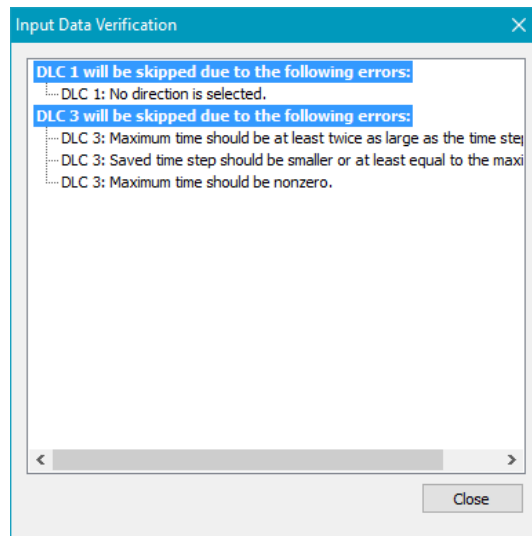 Input Data Verification
DLC 1 will be skipped due to the following errors:
DLC 1: No direction is selected.
DLC 3 will be skipped due to the following errors:
DLC 3: Maximum time should be at least twice as large as the time
DLC 3: Saved time step should be smaller or at least equal to the
DLC 3: Maximum time should be nonzero.
Close